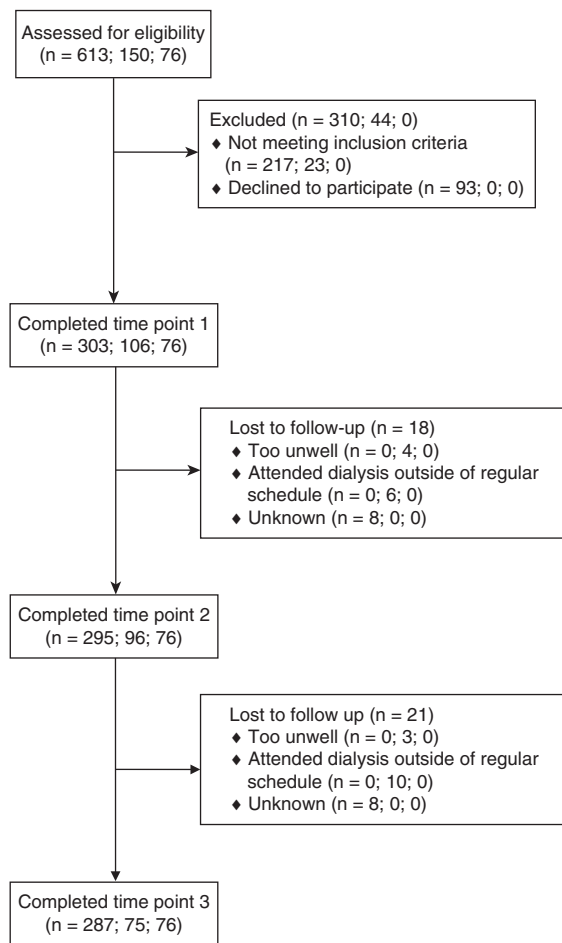 Assessed for eligibility
(n = 613; 150; 76)
Excluded (n = 310; 44; 0)
♦ Not meeting inclusion criteria
(n = 217; 23; 0)
♦ Declined to participate (n = 93; 0; 0)
Completed time point 1
(n = 303; 106; 76)
Lost to follow-up (n = 18)
♦ Too unwell (n = 0; 4; 0)
♦ Attended dialysis outside of regular
schedule (n = 0; 6; 0)
♦ Unknown (n = 8; 0; 0)
Completed time point 2
(n = 295; 96; 76)
Lost to follow up (n = 21)
♦ Too unwell (n = 0; 3; 0)
♦ Attended dialysis outside of regular
schedule (n = 0; 10; 0)
♦ Unknown (n = 8; 0; 0)
Completed time point 3
(n = 287; 75; 76)